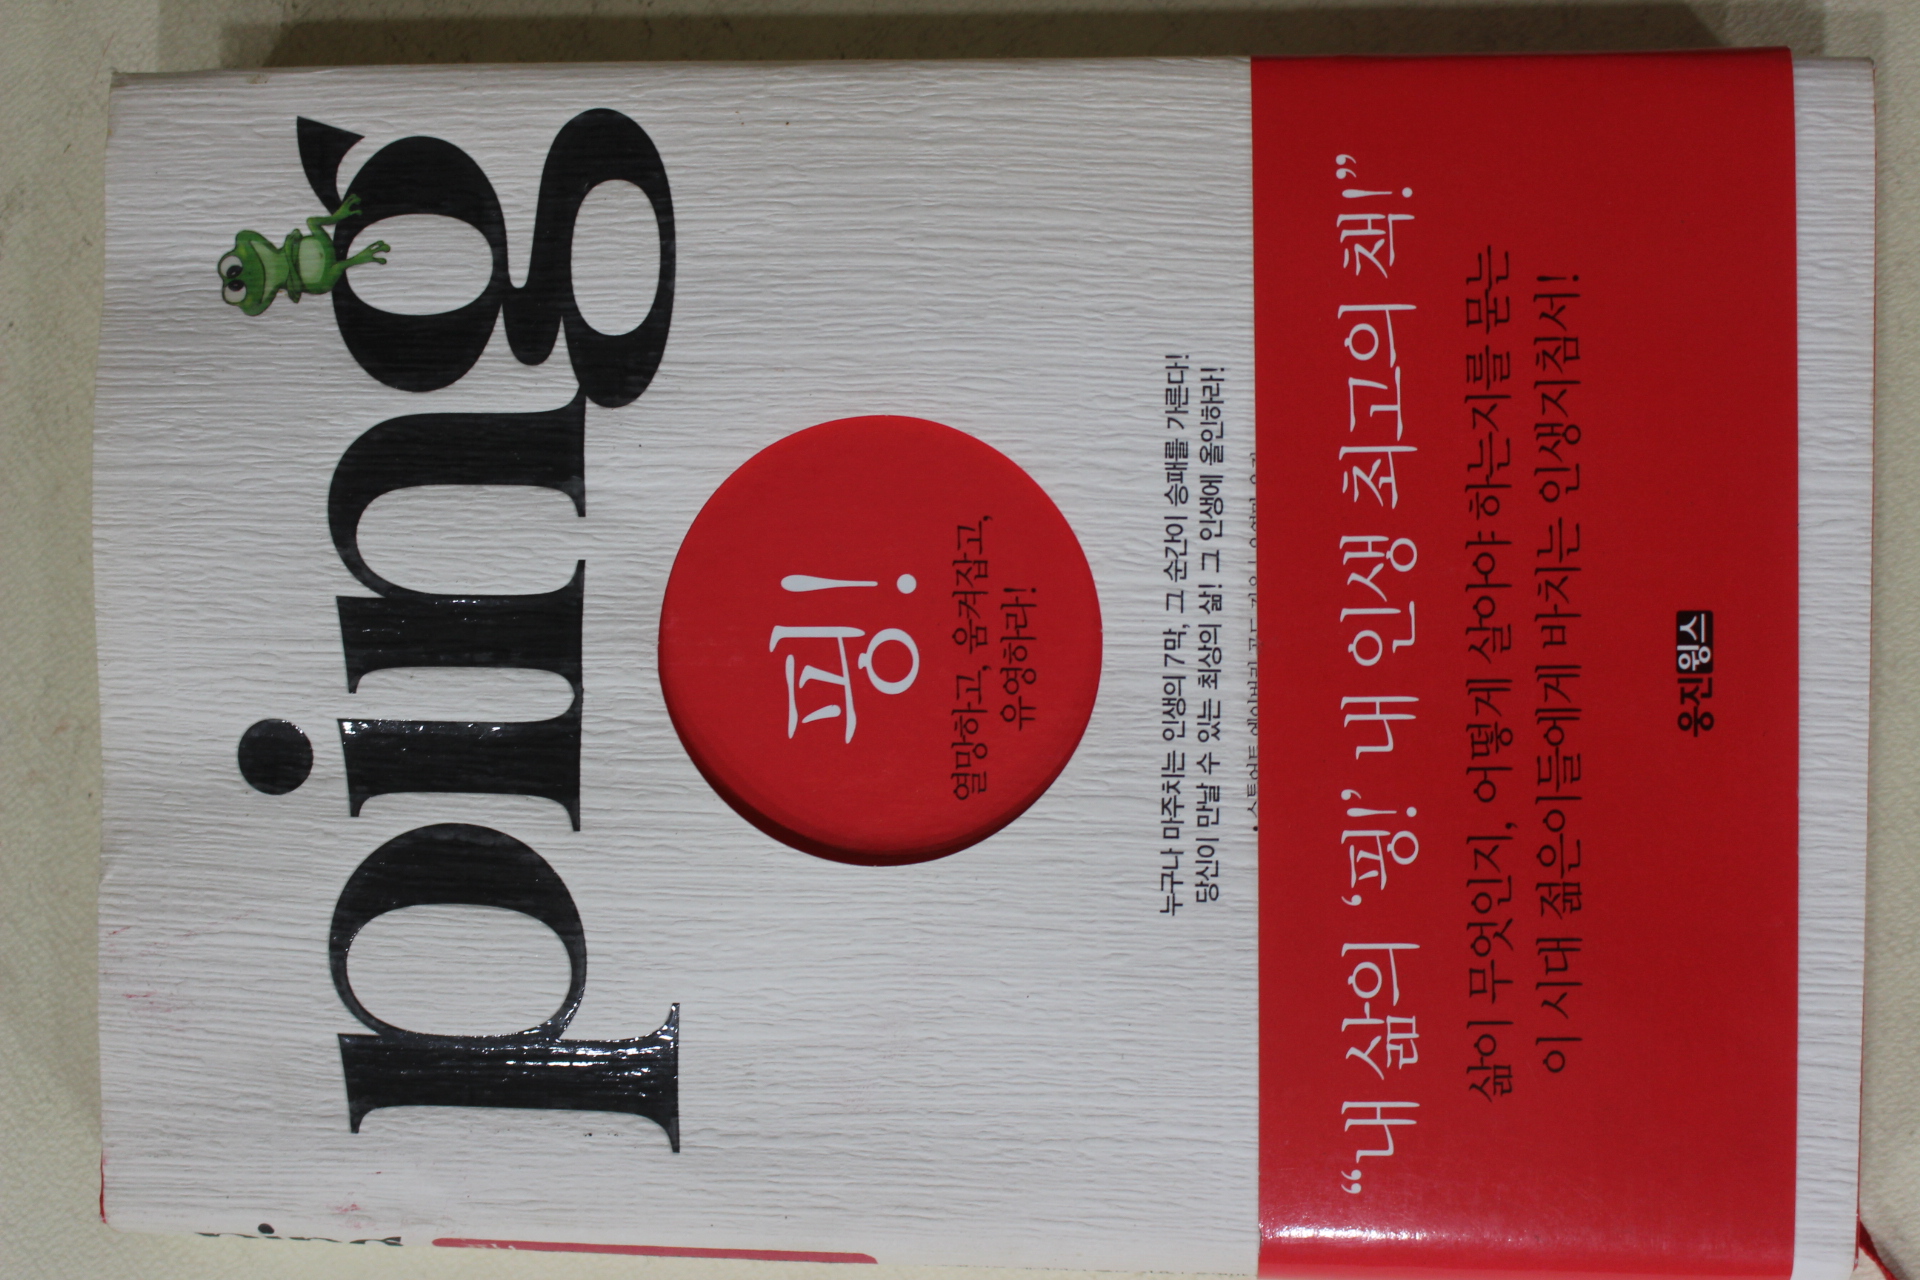 ping
핑!
열망하고, 움켜잡고,
유영하라!
누구나 마주치는 인생의 7막, 그 순간이 승패를 가른다!
당신이 만날 수 있는 최상의 삶! 그 인생에 올인하라!
“내 삶의 ‘핑!’ 내 인생 최고의 책!”
삶이 무엇인지, 어떻게 살아야 하는지를 묻는
이 시대 젊은이들에게 바치는 인생지침서!
웅진윙스
ping